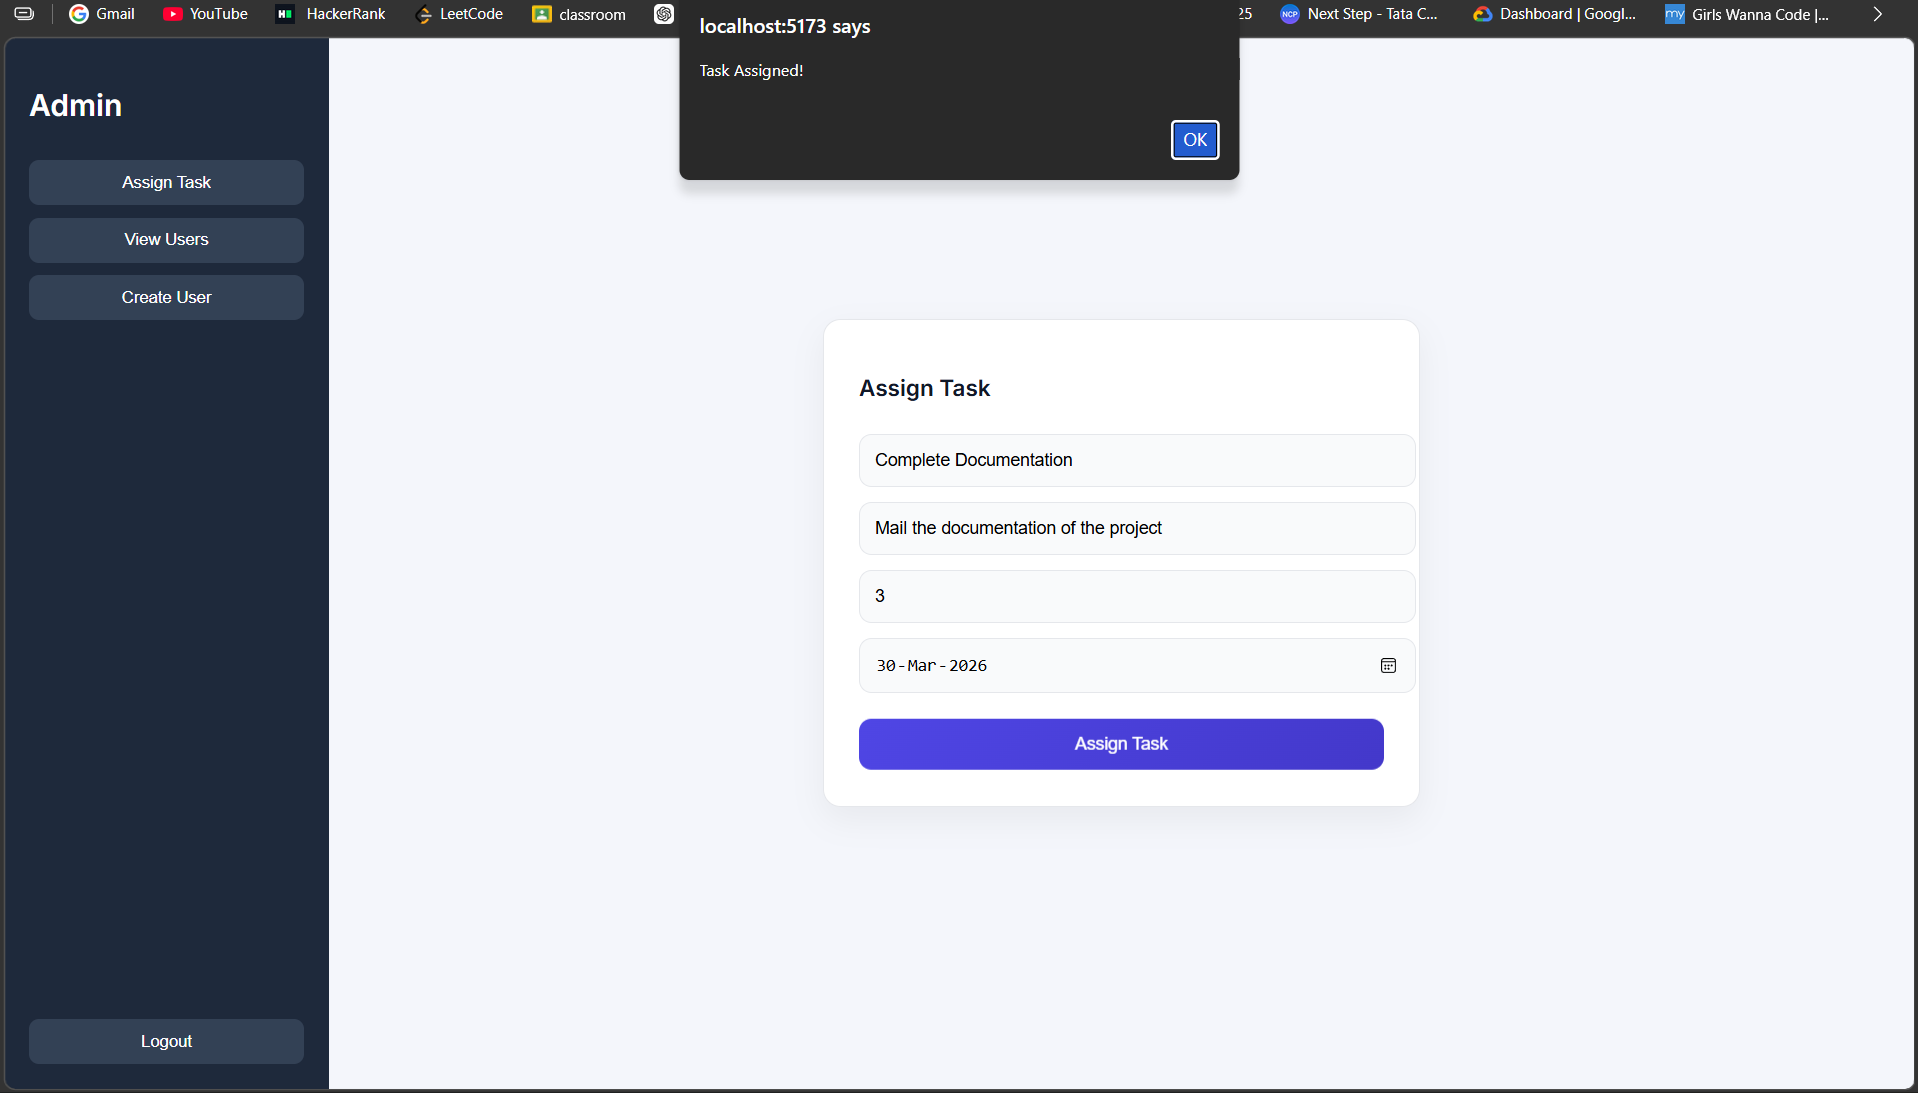 Gmail YouTube HackerRank LeetCode classroom 25 NCP Next Step - Tata C... Dashboard | Googl... my Girls Wanna Code |...
localhost:5173 says
Task Assigned!
OK
Admin
Assign Task
View Users
Create User
Logout
Assign Task
Complete Documentation
Mail the documentation of the project
3
30-Mar-2026
Assign Task